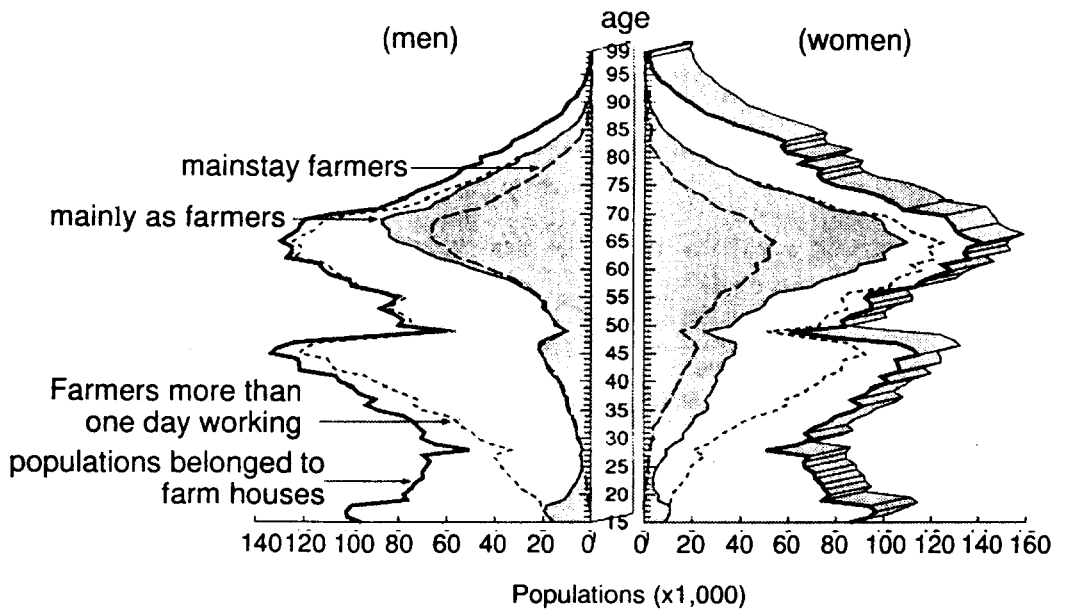 age
(men)
(women)
99
95
90
85
80
75
70
65
60
55
50
45
40
35
30
25
20
15
mainstay farmers
mainly as farmers
Farmers more than
one day working
populations belonged to
farm houses
140 120 100 80 60 40 20 0
0 20 40 60 80 100 120 140 160
Populations (x1,000)